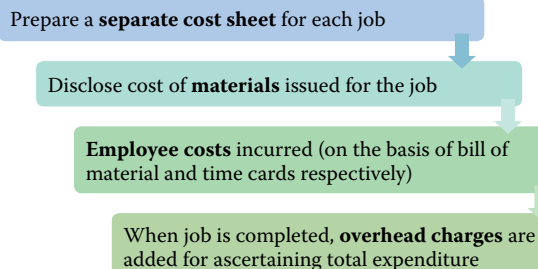 Prepare a separate cost sheet for each job
Disclose cost of materials issued for the job
Employee costs incurred (on the basis of bill of
material and time cards respectively)
When job is completed, overhead charges are
added for ascertaining total expenditure